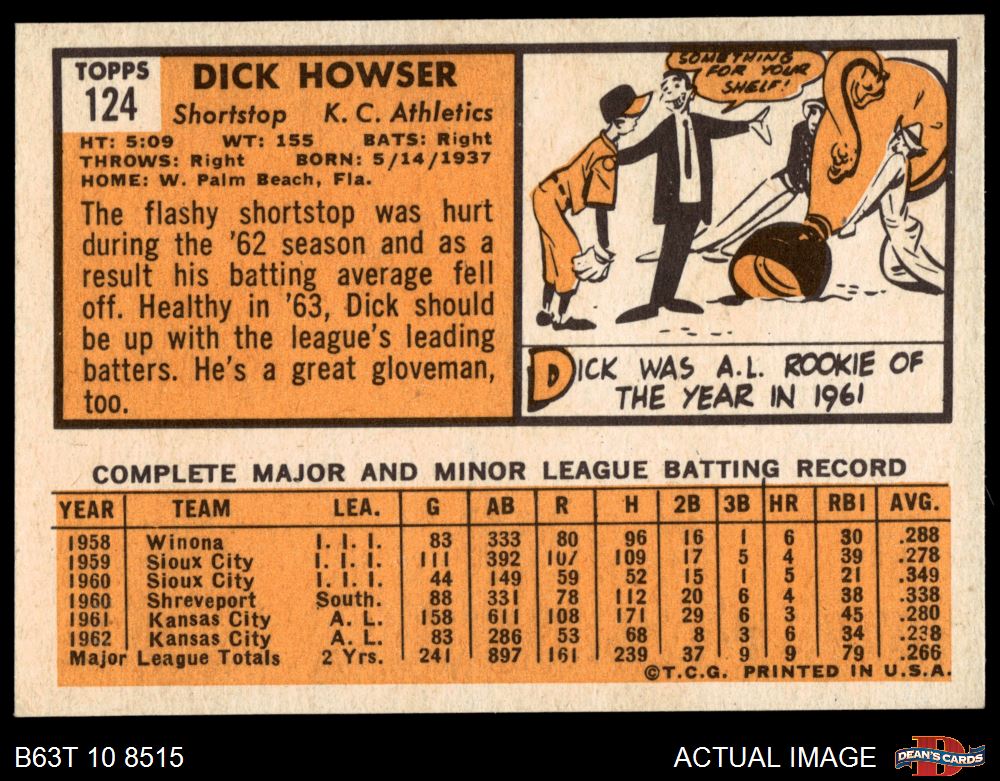 TOPPS
124
DICK HOWSER
Shortstop K. C. Athletics
HT: 5:09 WT: 155 BATS: Right
THROWS: Right BORN: 5/14/1937
HOME: W. Palm Beach, Fla.
The flashy shortstop was hurt
during the '62 season and as a
result his batting average fell
off. Healthy in '63, Dick should
be up with the league's leading
batters. He's a great gloveman,
too.
SOMETHING
FOR YOUR
SHELF!
DICK WAS A.L. ROOKIE OF
THE YEAR IN 1961
COMPLETE MAJOR AND MINOR LEAGUE BATTING RECORD
YEAR TEAM LEA. G AB R H 2B 3B HR RBI AVG.
1958 Winona I. I. I. 83 333 80 96 16 1 6 30 .288
1959 Sioux City I. I. I. 111 392 107 109 17 5 4 39 .278
1960 Sioux City I. I. I. 44 149 59 52 15 1 5 21 .349
1960 Shreveport South. 88 331 78 112 20 6 4 38 .338
1961 Kansas City A. L. 158 611 108 171 29 6 3 45 .280
1962 Kansas City A. L. 83 286 53 68 8 3 6 34 .238
Major League Totals 2 Yrs. 241 897 161 239 37 9 9 79 .266
©T.C.G. PRINTED IN U.S.A.
B63T 10 8515 ACTUAL IMAGE DEAN'S CARDS